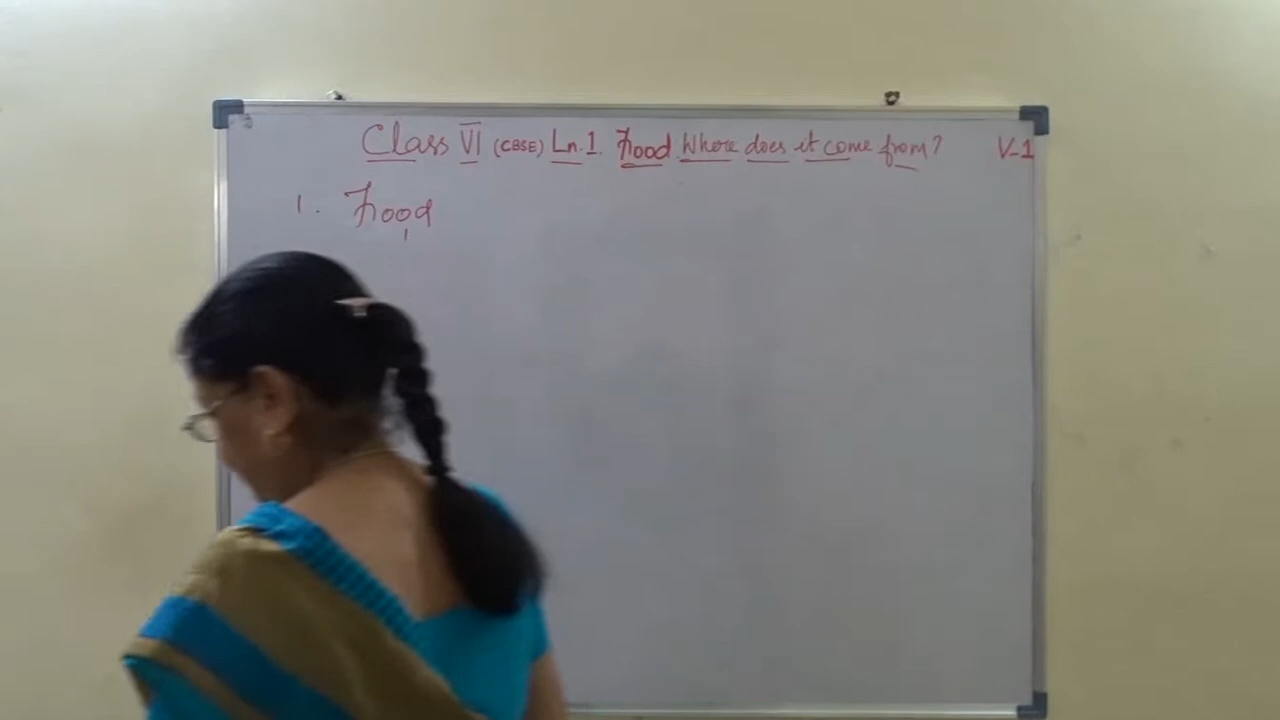 Class VI (CBSE) Ln.1. Food Where does it come from? V-1
1. Food